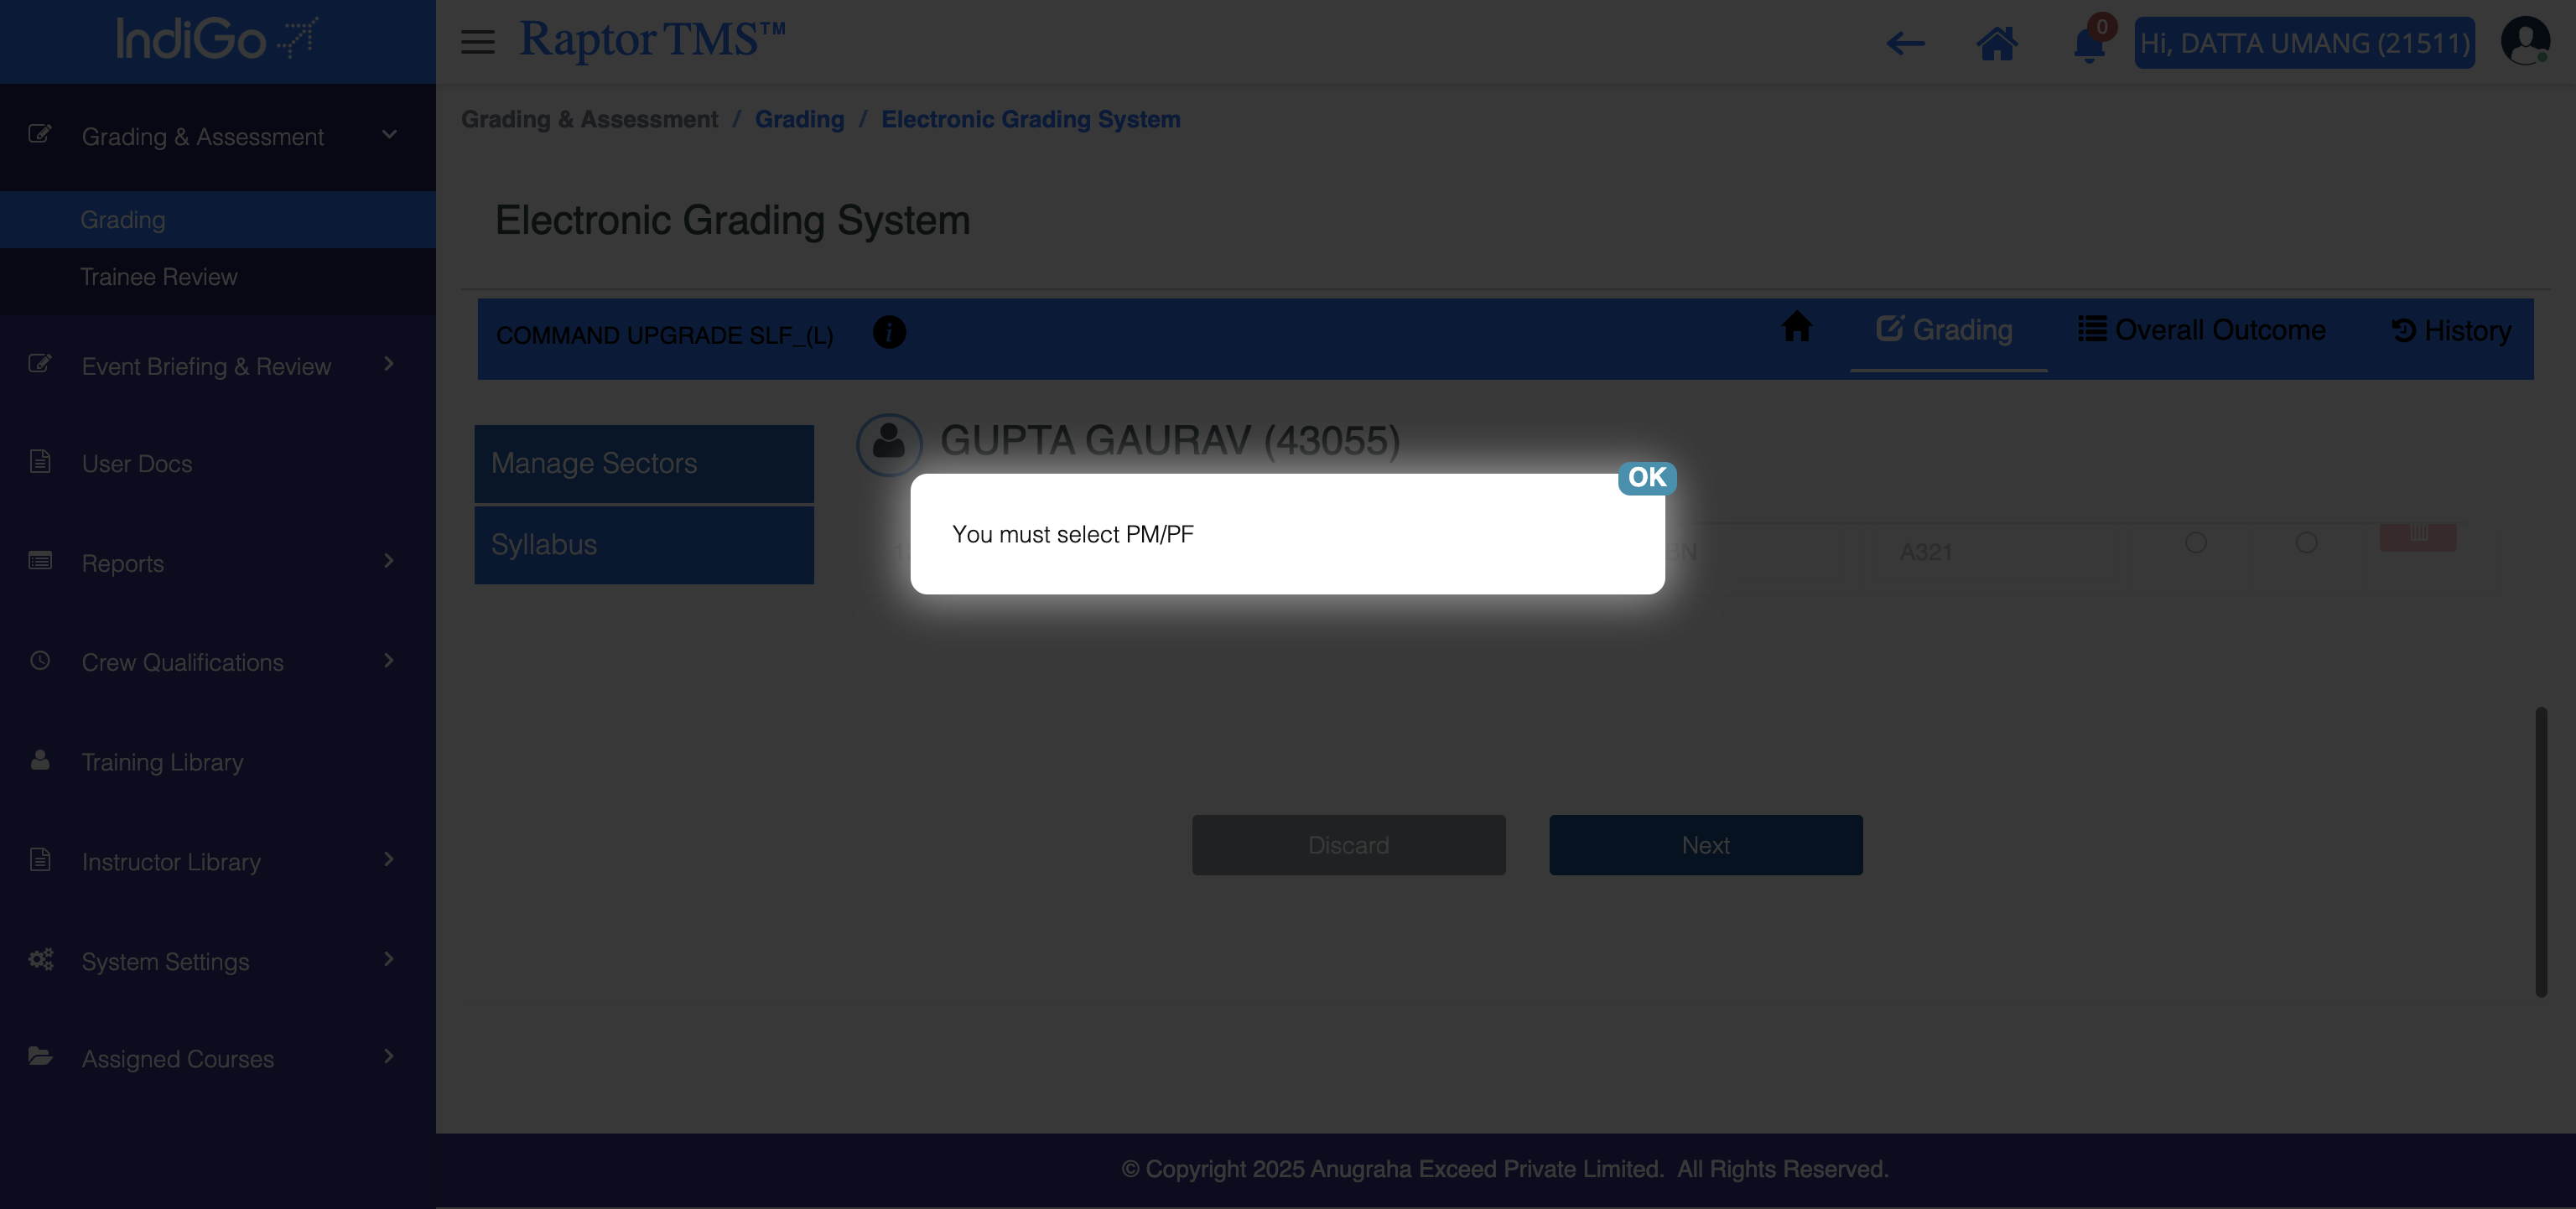 IndiGo
Raptor TMS™
0
Hi, DATTA UMANG (21511)
Grading & Assessment
Grading
Trainee Review
Event Briefing & Review
User Docs
Reports
Crew Qualifications
Training Library
Instructor Library
System Settings
Assigned Courses
Grading & Assessment / Grading / Electronic Grading System
Electronic Grading System
COMMAND UPGRADE SLF_(L)
Grading
Overall Outcome
History
Manage Sectors
Syllabus
GUPTA GAURAV (43055)
OK
You must select PM/PF
A321
Discard
Next
© Copyright 2025 Anugraha Exceed Private Limited. All Rights Reserved.